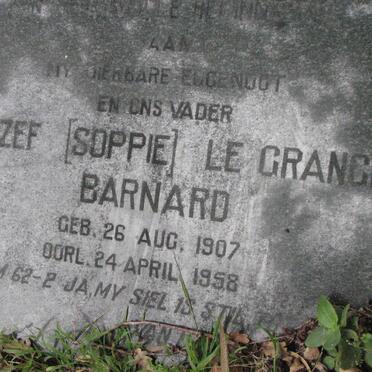 AAN
MY DIERBARE EGGENOOT
EN ONS VADER
ZEF [SOPPIE] LE GRANG
BARNARD
GEB. 26 AUG. 1907
OORL. 24 APRIL 1958
M 62-2 JA, MY SIEL IS STIL